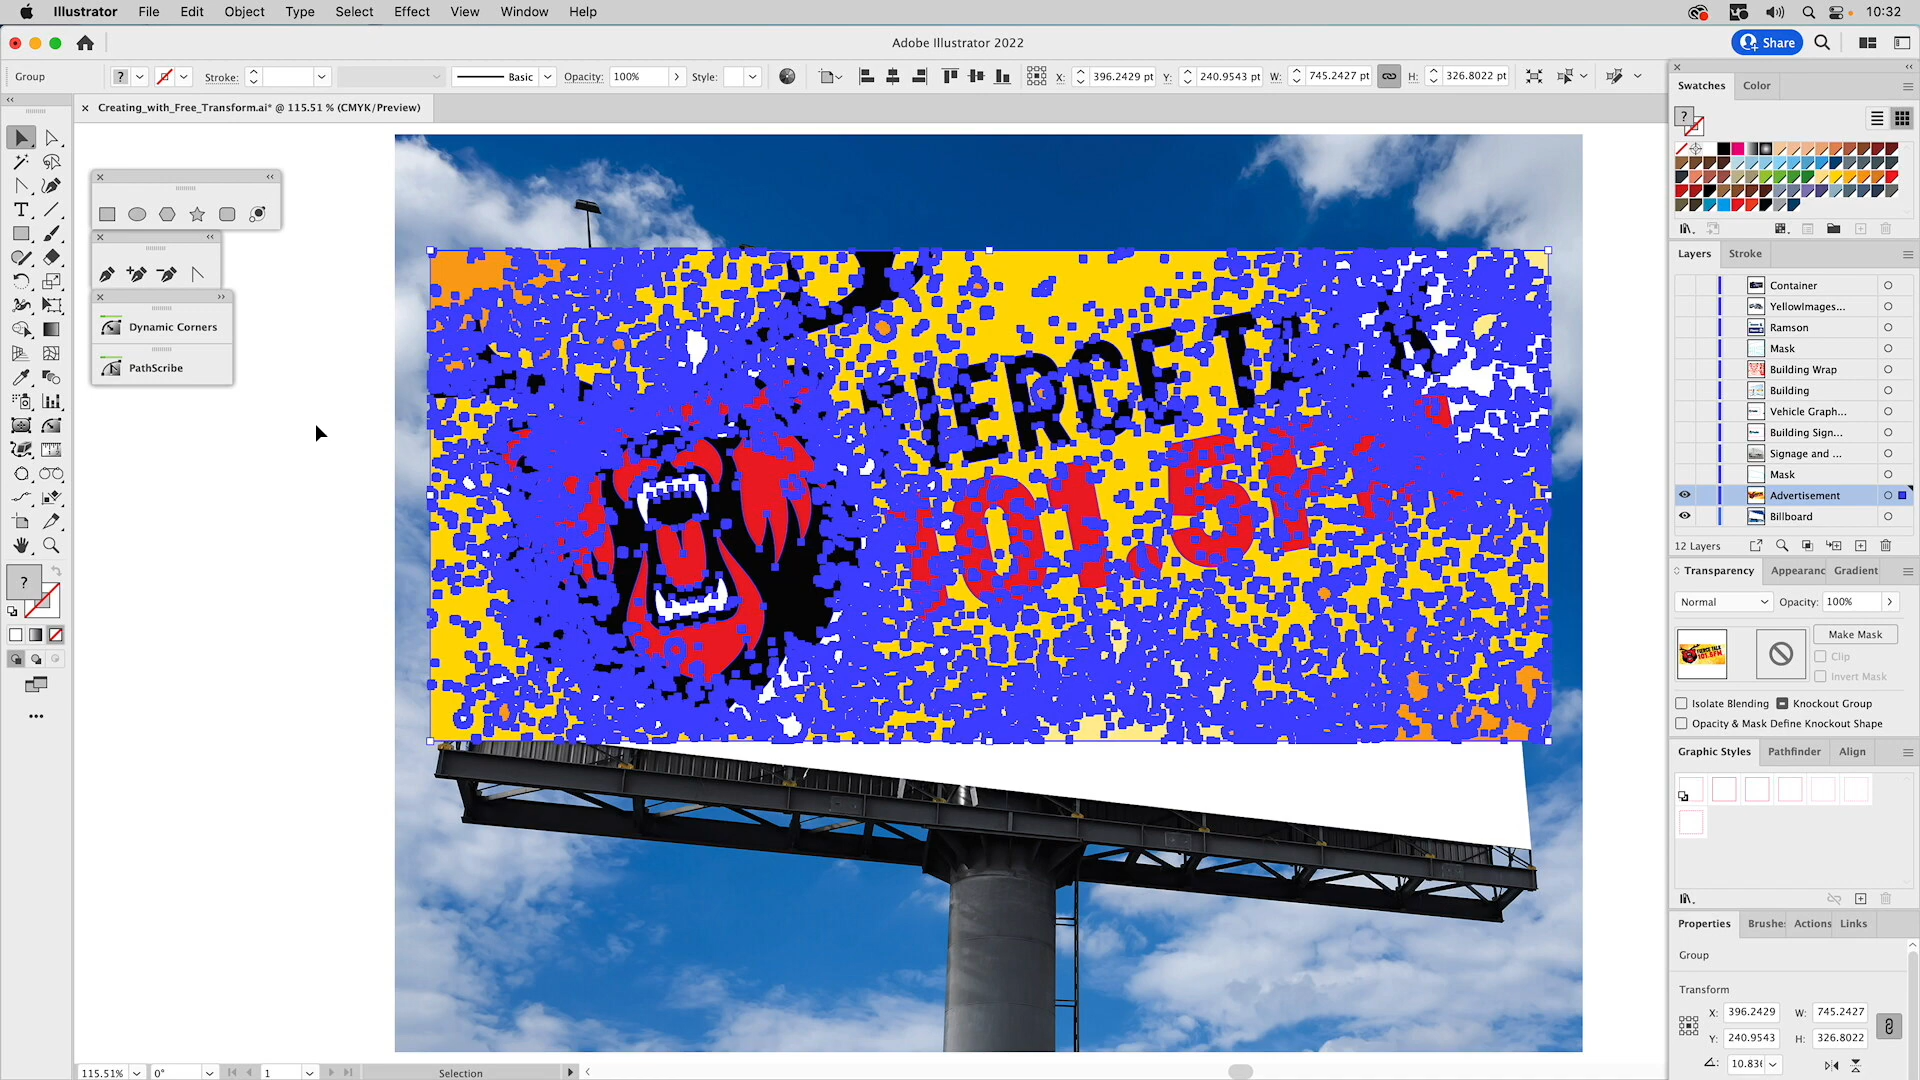 Illustrator File Edit Object Type Select Effect View Window Help 10:32
Adobe Illustrator 2022
Share
Group ? Stroke: Basic Opacity: 100% Style: X: 396.2429 pt Y: 240.9543 pt W: 745.2427 pt H: 326.8022 pt
Creating_with_Free_Transform.ai* @ 115.51 % (CMYK/Preview)
Dynamic Corners
PathScribe
FIERCE
101.5
Swatches Color
?
Layers Stroke
Container
YellowImages...
Ramson
Mask
Building Wrap
Building
Vehicle Graph...
Building Sign...
Signage and ...
Mask
Advertisement
Billboard
12 Layers
Transparency Appearanc Gradient
Normal Opacity: 100%
Make Mask
Clip
Invert Mask
Isolate Blending Knockout Group
Opacity & Mask Define Knockout Shape
Graphic Styles Pathfinder Align
Properties Brushe Actions Links
Group
Transform
X: 396.2429 W: 745.2427
Y: 240.9543 H: 326.8022
10.836
?
115.51% 0° 1 Selection